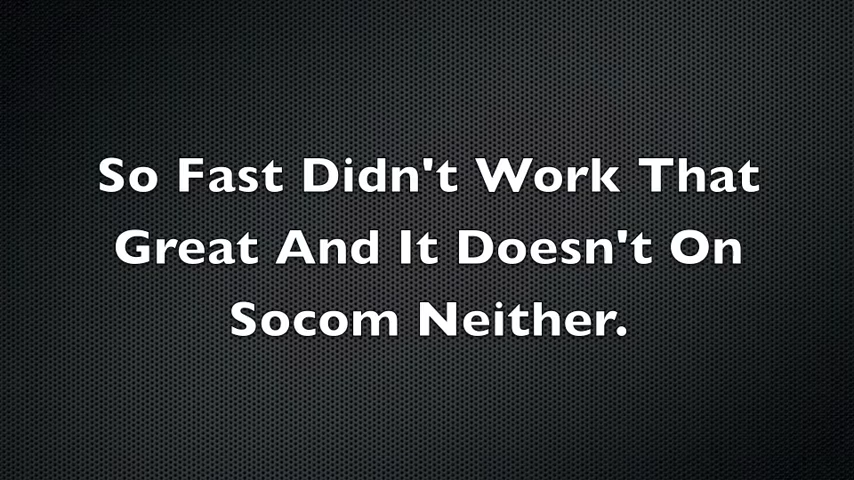 So Fast Didn't Work That
Great And It Doesn't On
Socom Neither.